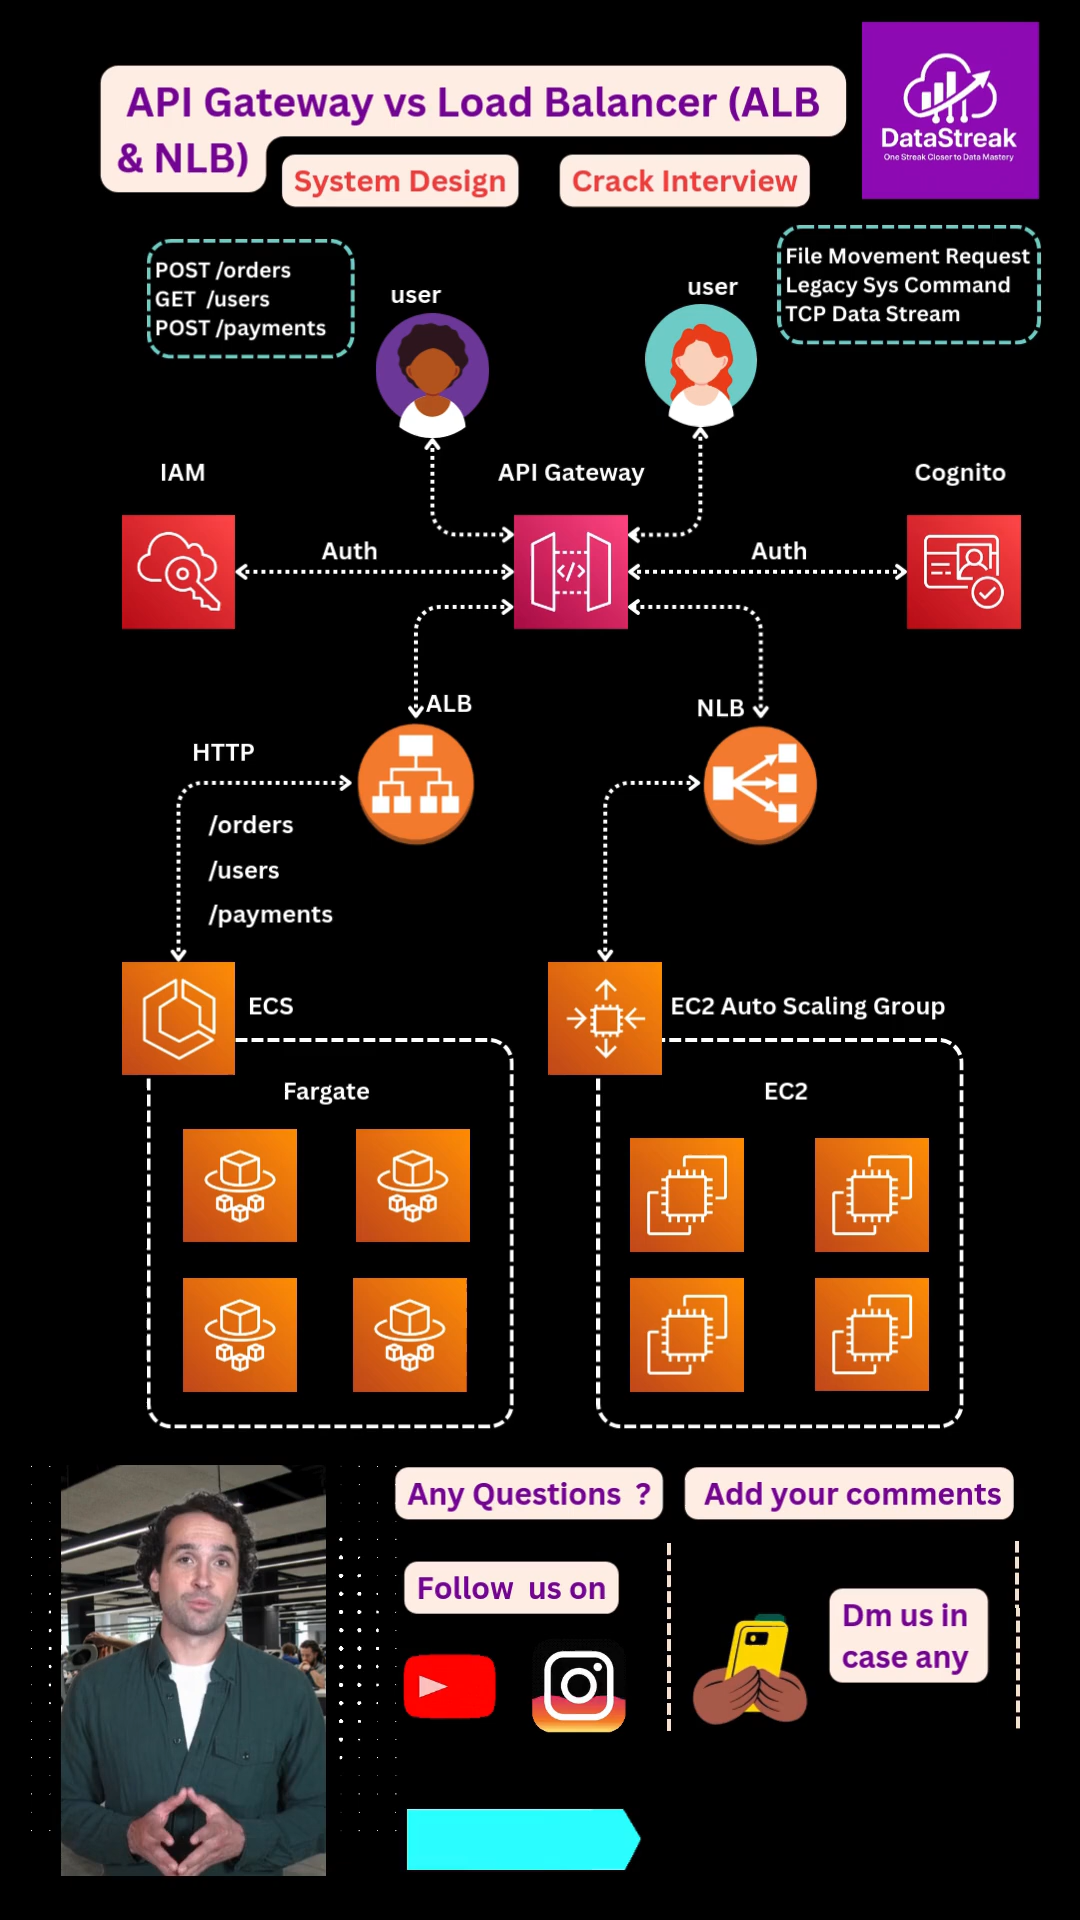 API Gateway vs Load Balancer (ALB
& NLB)
System Design
Crack Interview
DataStreak
One Streak Closer to Data Mastery
POST /orders
GET /users
POST /payments
user
user
File Movement Request
Legacy Sys Command
TCP Data Stream
IAM
API Gateway
Cognito
Auth
</>
Auth
ALB
NLB
HTTP
/orders
/users
/payments
ECS
EC2 Auto Scaling Group
Fargate
EC2
Any Questions ?
Add your comments
Follow us on
Dm us in
case any